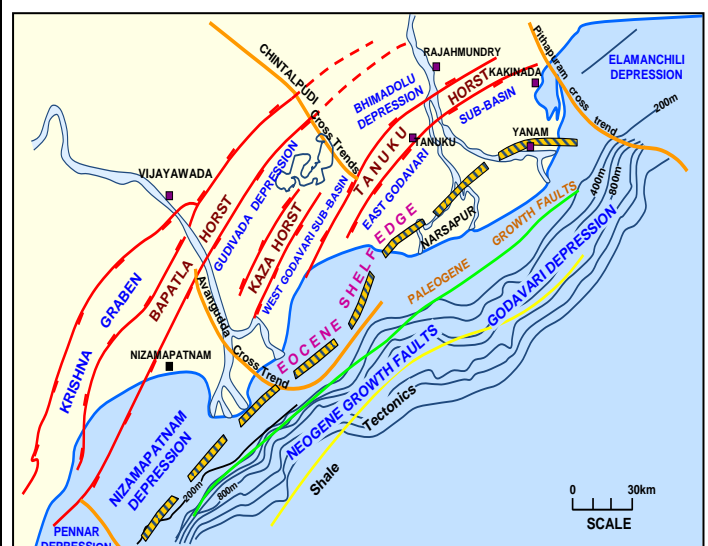 RAJAHMUNDRY
Pithapuram cross trend
ELAMANCHILI
DEPRESSION
CHINTALPUDI
Cross Trends
BHIMADOLU
DEPRESSION
HORST
KAKINADA
SUB-BASIN
200m
TANUKU
TANUKU
YANAM
VIJAYAWADA
GUDIVADA DEPRESSION
EAST GODAVARI
400m
800m
BAPATLA
HORST
KAZA HORST
WEST GODAVARI SUB-BASIN
NARSAPUR
EOCENE SHELF EDGE
PALEOGENE
GROWTH FAULTS
GODAVARI DEPRESSION
KRISHNA
GRABEN
Avangudda
Cross Trend
NIZAMAPATNAM
NEOGENE GROWTH FAULTS
Tectonics
Shale
NIZAMAPATNAM
DEPRESSION
200m
800m
PENNAR
DEPRESSION
0
30km
SCALE